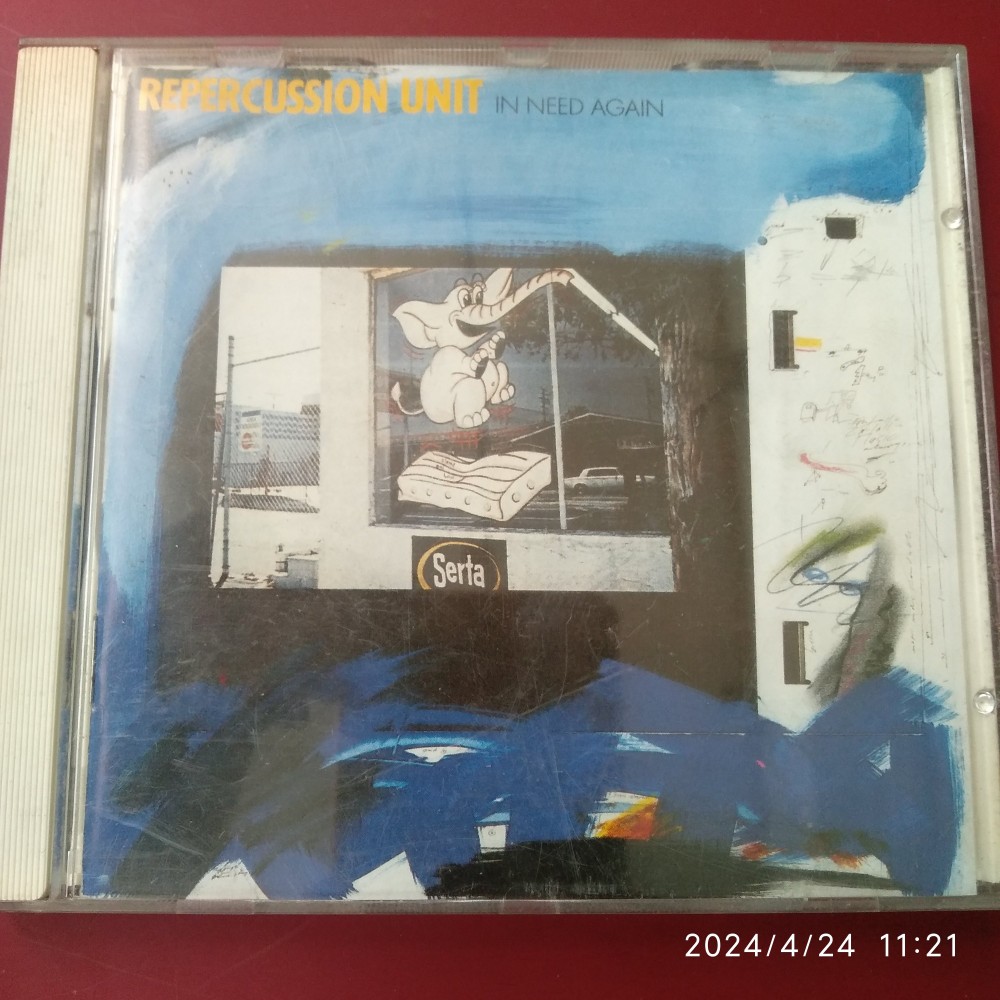 REPERCUSSION UNIT IN NEED AGAIN
Serta
2024/4/24 11:21